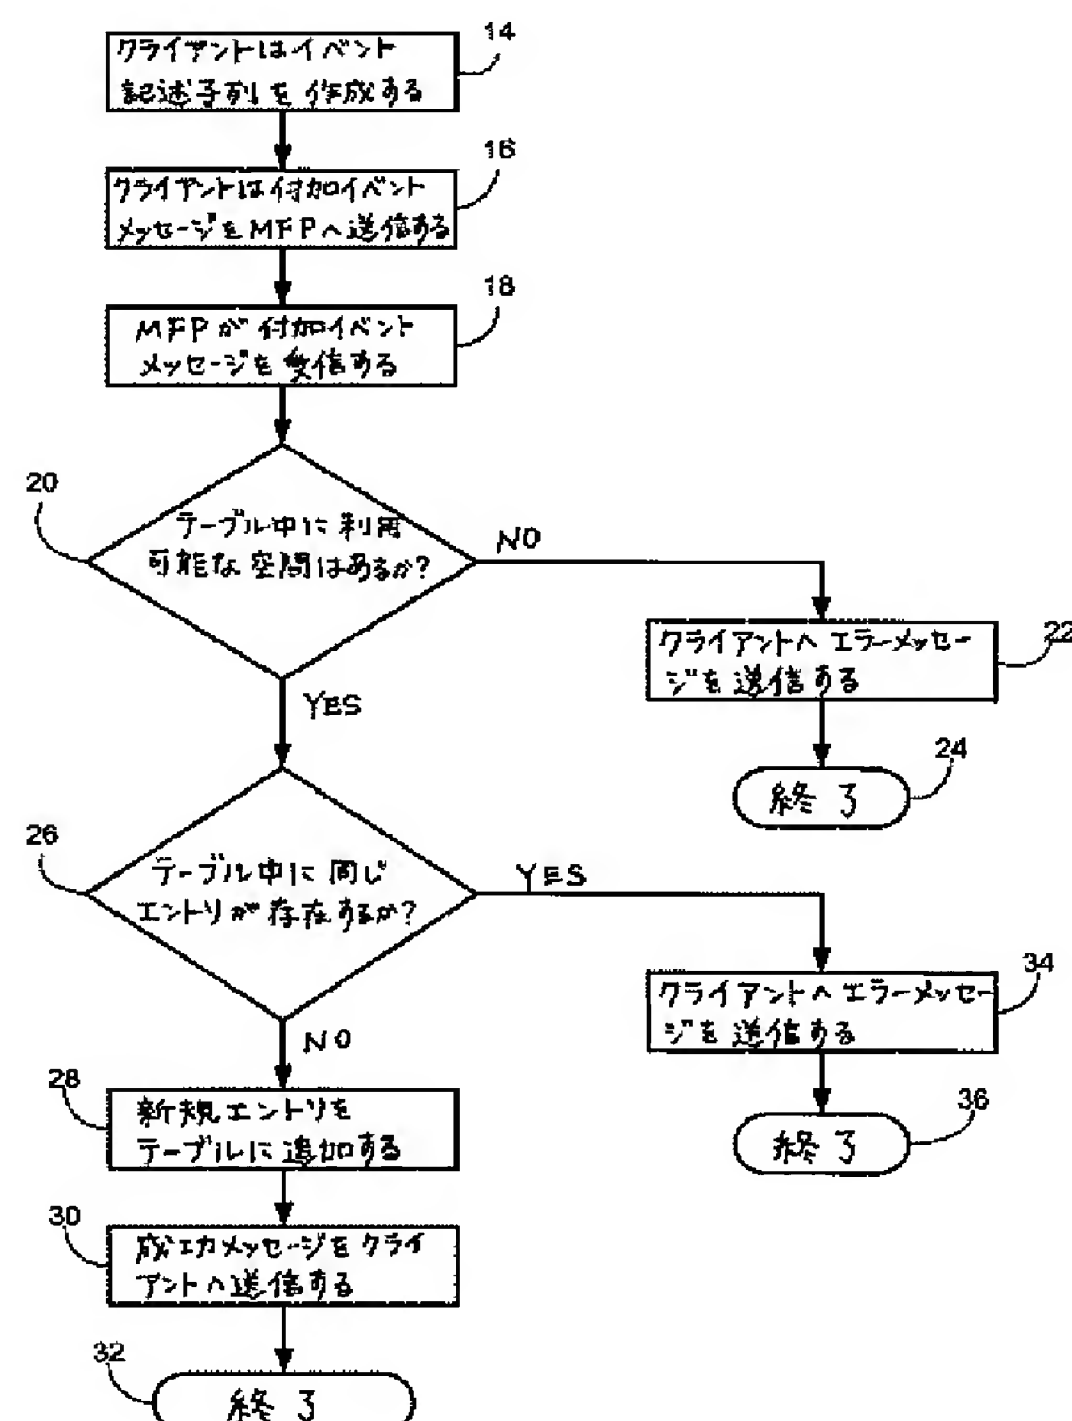 14
クライアントはイベント
記述子列を作成する
16
クライアントは付加イベント
メッセージをMFPへ送信する
18
MFPが付加イベント
メッセージを受信する
20
テーブル中に利用
可能な空間はあるか?
NO
クライアントへエラーメッセー
ジを送信する
22
YES
24
終了
26
テーブル中に同じ
エントリが存在するか?
YES
34
クライアントへエラーメッセー
ジを送信する
NO
28
新規エントリを
テーブルに追加する
36
終了
30
成功メッセージをクライ
アントへ送信する
32
終了